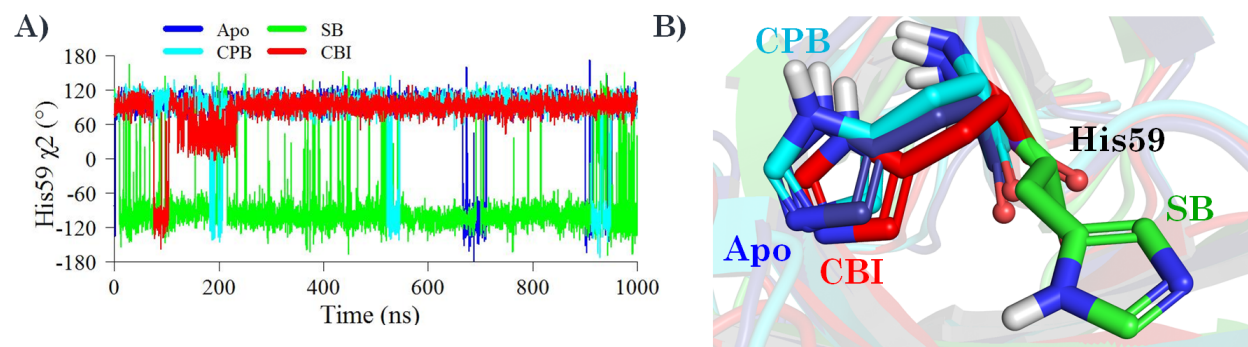 A)
Apo
SB
CPB
CBI
His59 χ2 (°)
180
120
60
0
-60
-120
-180
0
200
400
600
800
1000
Time (ns)
B)
CPB
His59
SB
Apo
CBI